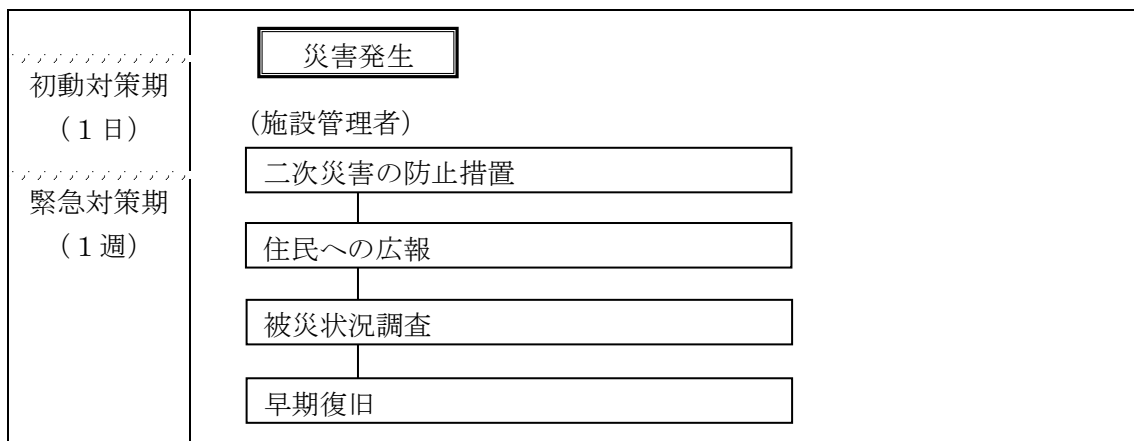 災害発生
初動対策期
(1日)
(施設管理者)
二次災害の防止措置
緊急対策期
(1週)
住民への広報
被災状況調査
早期復旧